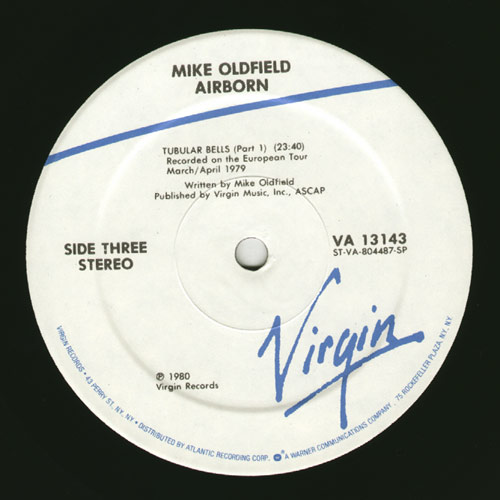 MIKE OLDFIELD
AIRBORN
TUBULAR BELLS (Part 1) (23:40)
Recorded on the European Tour
March/April 1979
Written by Mike Oldfield
Published by Virgin Music, Inc., ASCAP
SIDE THREE
STEREO
VA 13143
ST-VA-804487-SP
℗ 1980
Virgin Records
Virgin
VIRGIN RECORDS • 43 PERRY ST. NY. NY. • DISTRIBUTED BY ATLANTIC RECORDING CORP. A WARNER COMMUNICATIONS COMPANY. 75 ROCKEFELLER PLAZA, NY, NY.